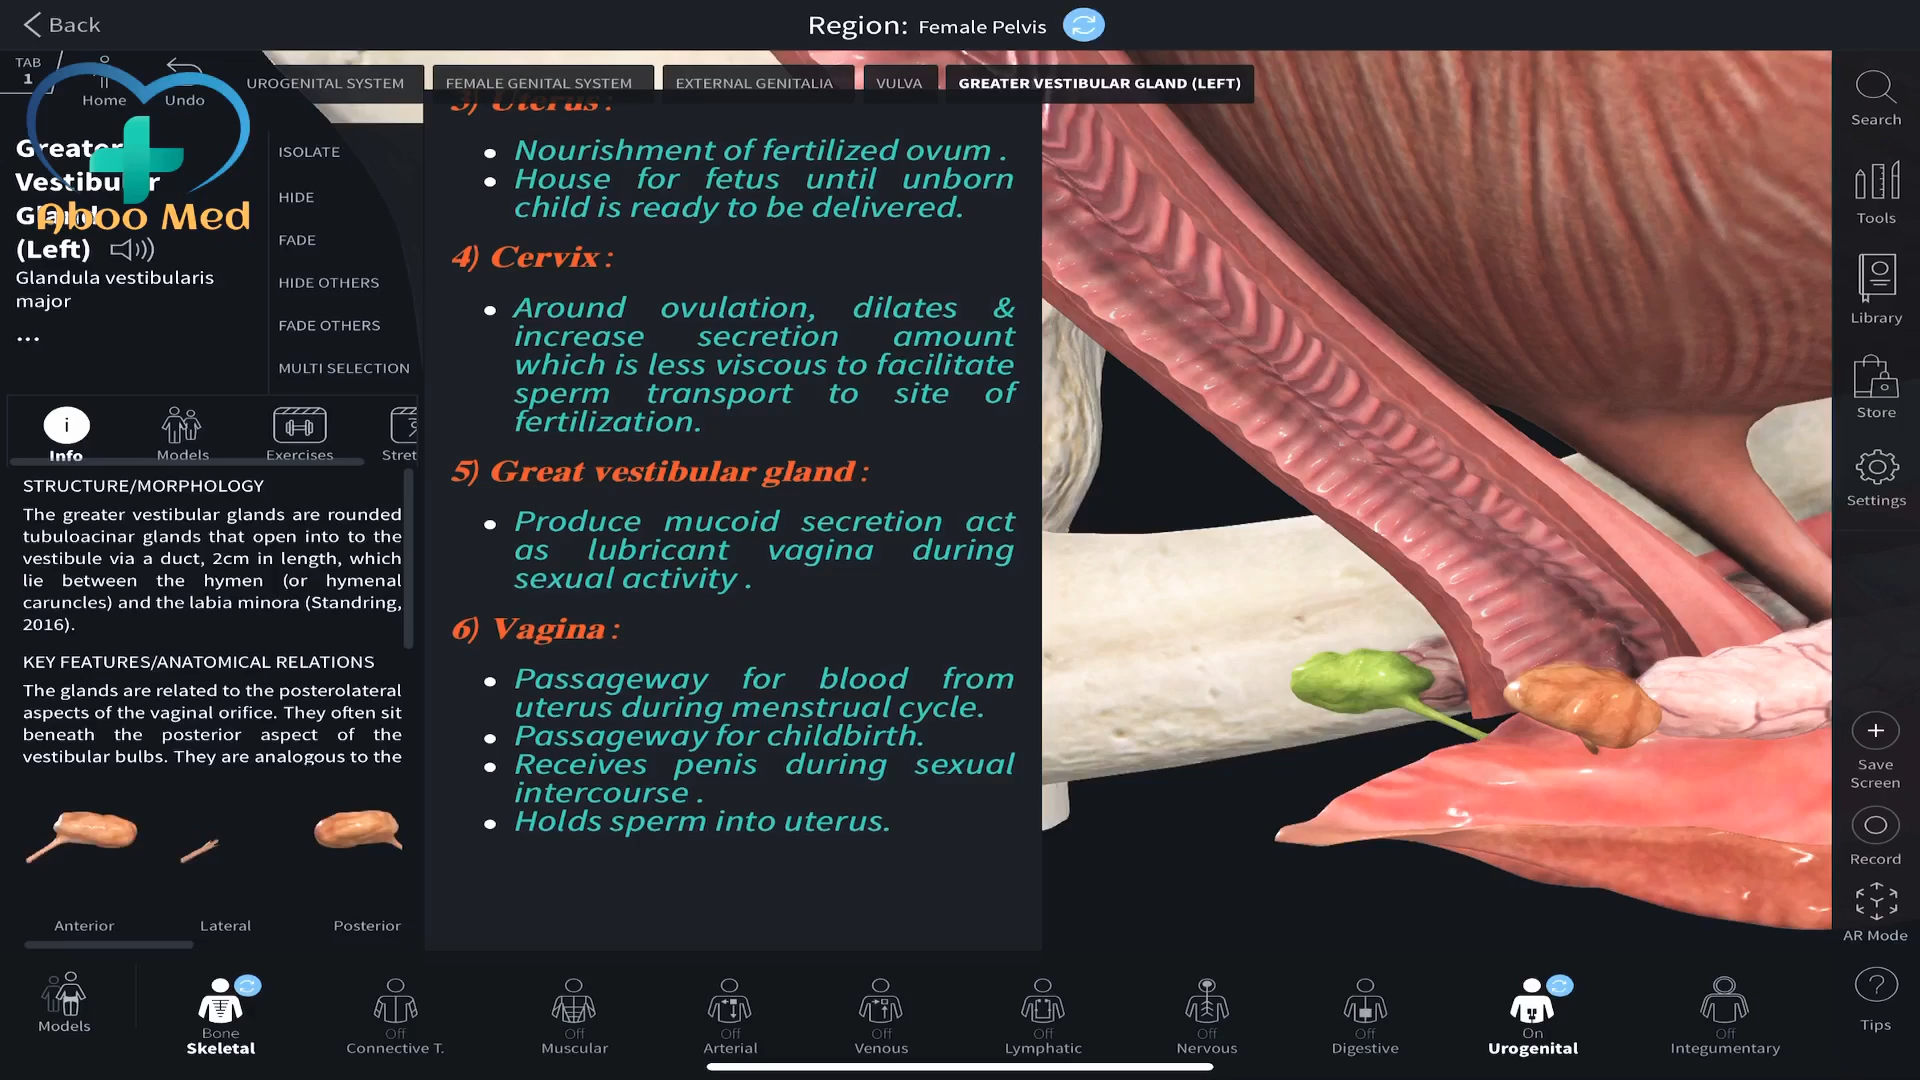 Back
Region: Female Pelvis
TAB
1
Home
Undo
UROGENITAL SYSTEM
FEMALE GENITAL SYSTEM
EXTERNAL GENITALIA
VULVA
GREATER VESTIBULAR GLAND (LEFT)
Greater
Vestibular
Gland
(Left)
Glandula vestibularis
major
...
Aboo Med
ISOLATE
HIDE
FADE
HIDE OTHERS
FADE OTHERS
MULTI SELECTION
Info
Models
Exercises
Stret
STRUCTURE/MORPHOLOGY
The greater vestibular glands are rounded
tubuloacinar glands that open into to the
vestibule via a duct, 2cm in length, which
lie between the hymen (or hymenal
caruncles) and the labia minora (Standring,
2016).
KEY FEATURES/ANATOMICAL RELATIONS
The glands are related to the posterolateral
aspects of the vaginal orifice. They often sit
beneath the posterior aspect of the
vestibular bulbs. They are analogous to the
Anterior
Lateral
Posterior
3) Uterus :
• Nourishment of fertilized ovum .
• House for fetus until unborn
child is ready to be delivered.
4) Cervix :
• Around ovulation, dilates &
increase secretion amount
which is less viscous to facilitate
sperm transport to site of
fertilization.
5) Great vestibular gland :
• Produce mucoid secretion act
as lubricant vagina during
sexual activity .
6) Vagina :
• Passageway for blood from
uterus during menstrual cycle.
• Passageway for childbirth.
• Receives penis during sexual
intercourse .
• Holds sperm into uterus.
Search
Tools
Library
Store
Settings
Save
Screen
Record
AR Mode
Tips
Models
Bone
Skeletal
Off
Connective T.
Off
Muscular
Off
Arterial
Off
Venous
Off
Lymphatic
Off
Nervous
Off
Digestive
On
Urogenital
Off
Integumentary